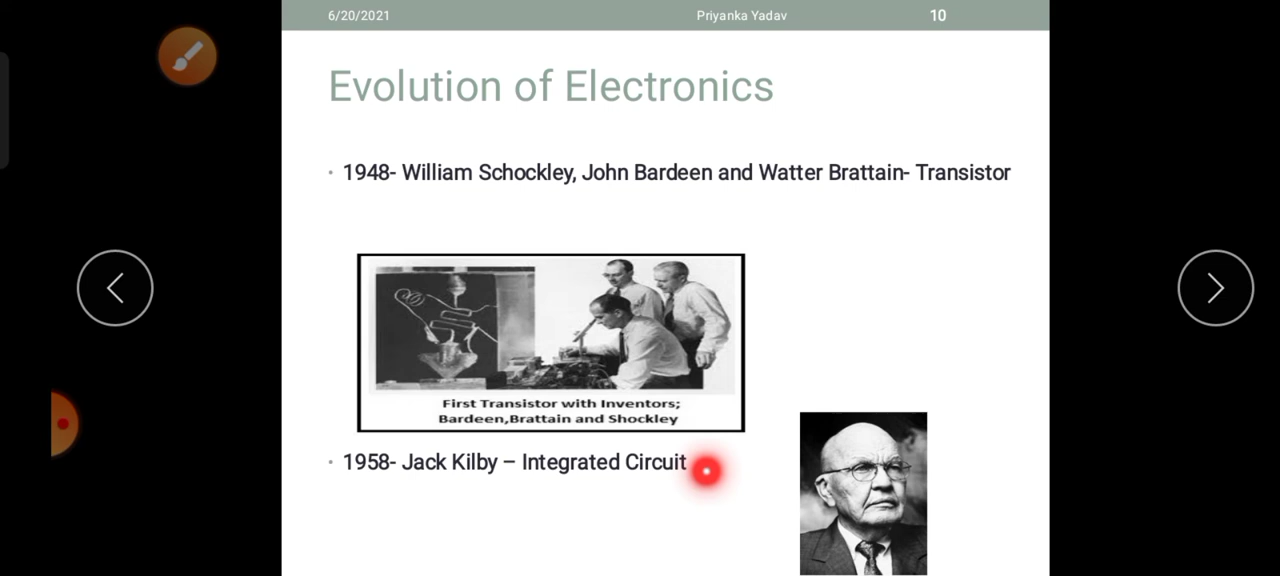 6/20/2021 Priyanka Yadav 10
Evolution of Electronics
• 1948- William Schockley, John Bardeen and Watter Brattain- Transistor
First Transistor with Inventors;
Bardeen,Brattain and Shockley
• 1958- Jack Kilby – Integrated Circuit